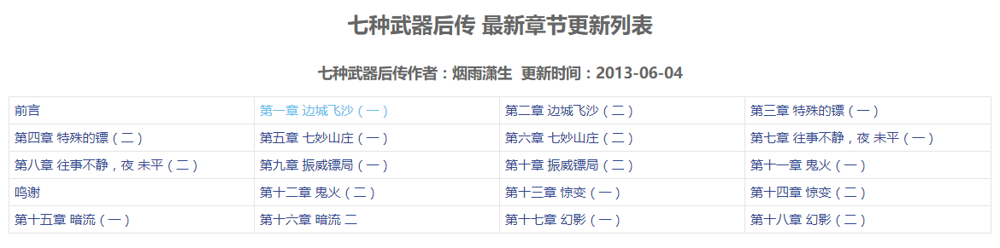 七种武器后传 最新章节更新列表
七种武器后传作者：烟雨潇生 更新时间：2013-06-04
前言 第一章 边城飞沙（一） 第二章 边城飞沙（二） 第三章 特殊的镖（一）
第四章 特殊的镖（二） 第五章 七妙山庄（一） 第六章 七妙山庄（二） 第七章 往事不静，夜 未平（一）
第八章 往事不静，夜 未平（二） 第九章 振威镖局（一） 第十章 振威镖局（二） 第十一章 鬼火（一）
鸣谢 第十二章 鬼火（二） 第十三章 惊变（一） 第十四章 惊变（二）
第十五章 暗流（一） 第十六章 暗流 二 第十七章 幻影（一） 第十八章 幻影（二）